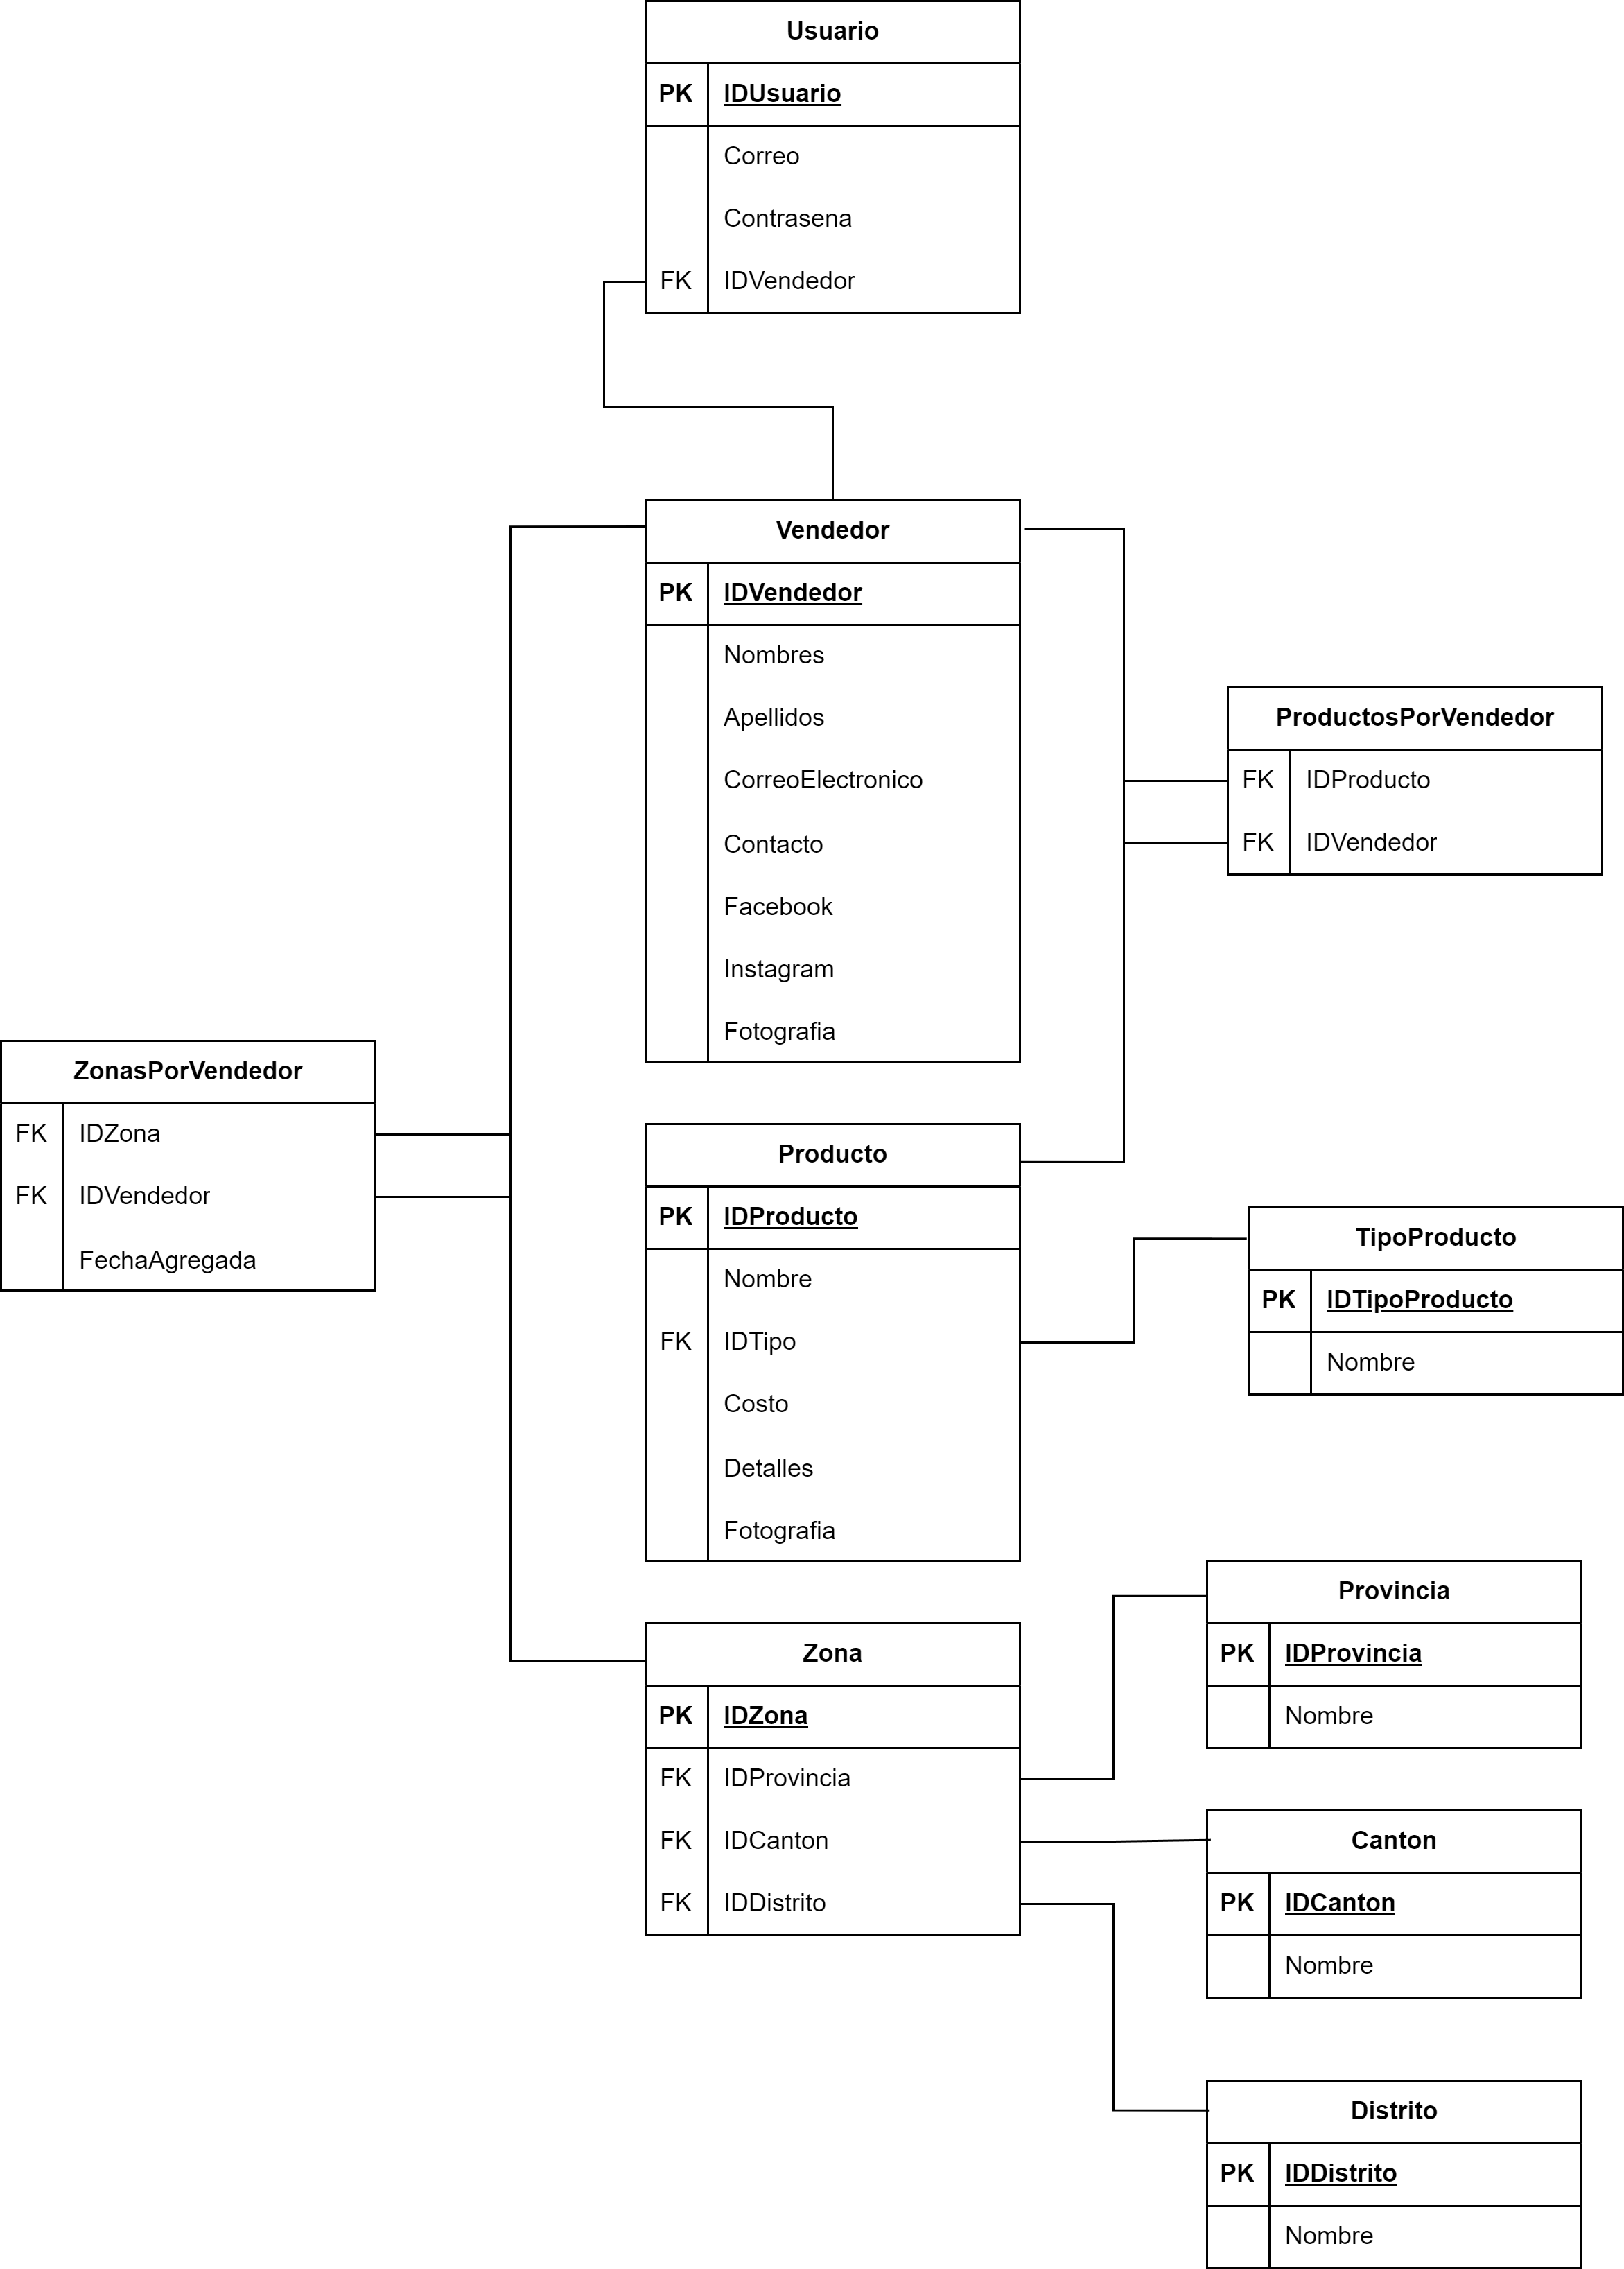 Usuario
PK IDUsuario
Correo
Contrasena
FK IDVendedor
Vendedor
PK IDVendedor
Nombres
Apellidos
CorreoElectronico
Contacto
Facebook
Instagram
Fotografia
ProductosPorVendedor
FK IDProducto
FK IDVendedor
ZonasPorVendedor
FK IDZona
FK IDVendedor
FechaAgregada
Producto
PK IDProducto
Nombre
FK IDTipo
Costo
Detalles
Fotografia
TipoProducto
PK IDTipoProducto
Nombre
Zona
PK IDZona
FK IDProvincia
FK IDCanton
FK IDDistrito
Provincia
PK IDProvincia
Nombre
Canton
PK IDCanton
Nombre
Distrito
PK IDDistrito
Nombre